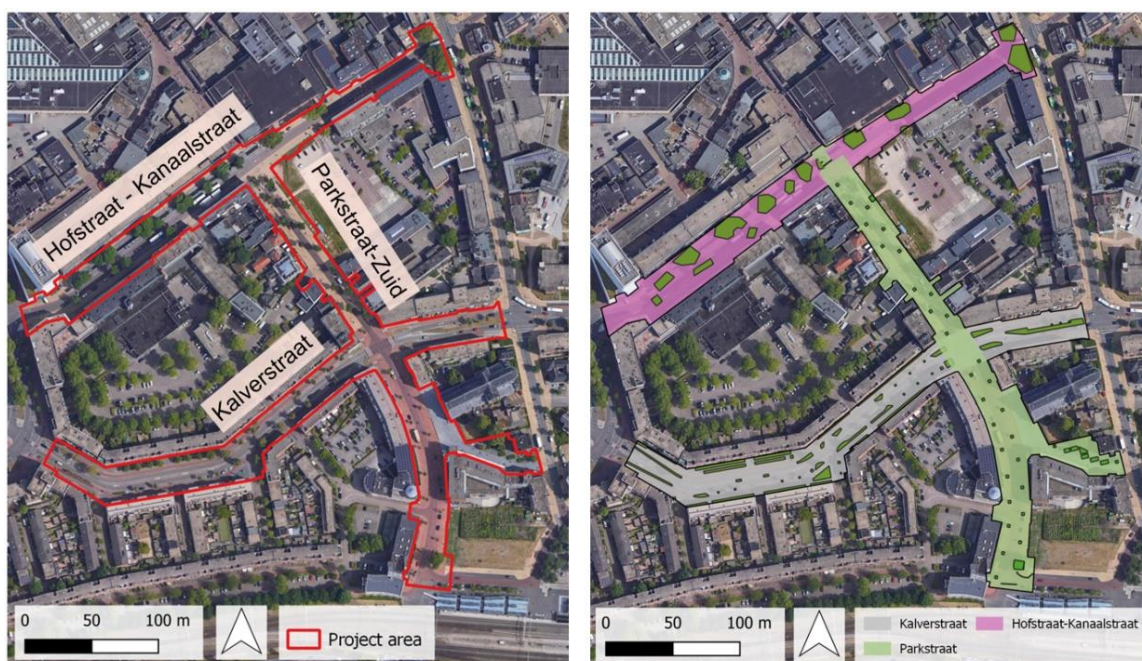 Hofstraat - Kanaalstraat
Parkstraat-Zuid
Kalverstraat
0 50 100 m
Project area
0 50 100 m
Kalverstraat
Hofstraat-Kanaalstraat
Parkstraat